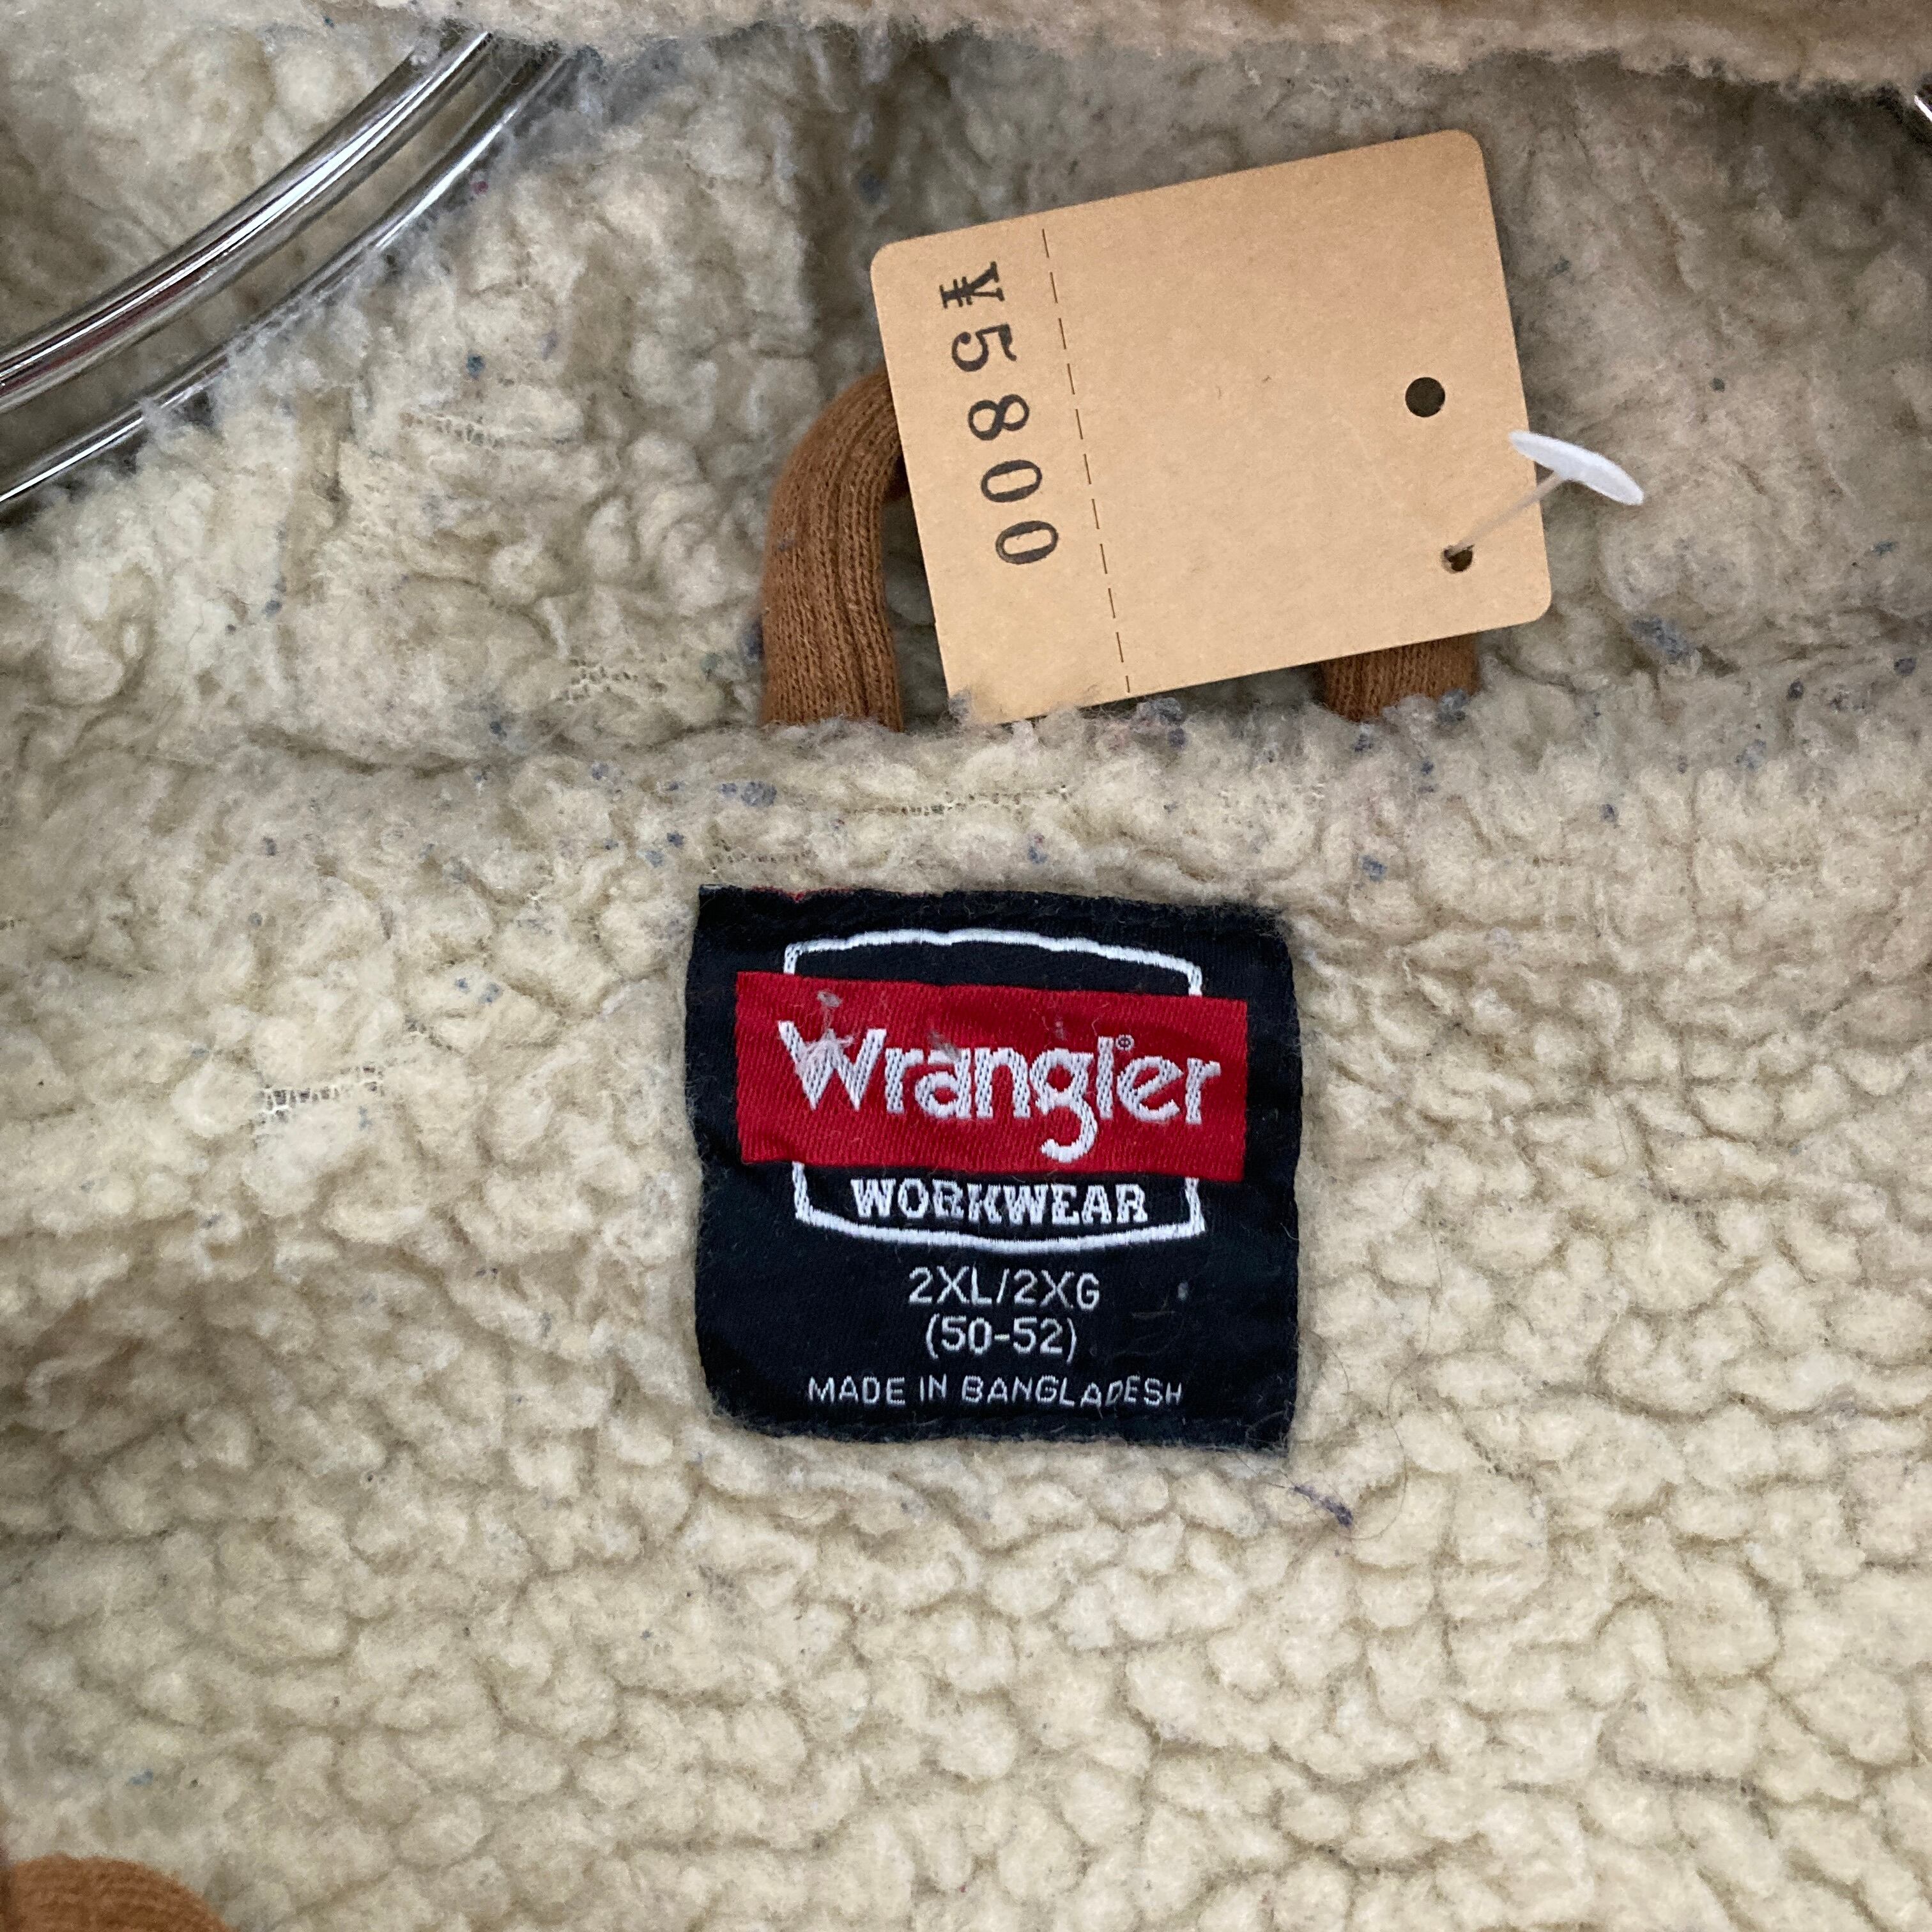 ¥5800
Wrangler®
WORKWEAR
2XL/2XG
(50-52)
MADE IN BANGLADESH